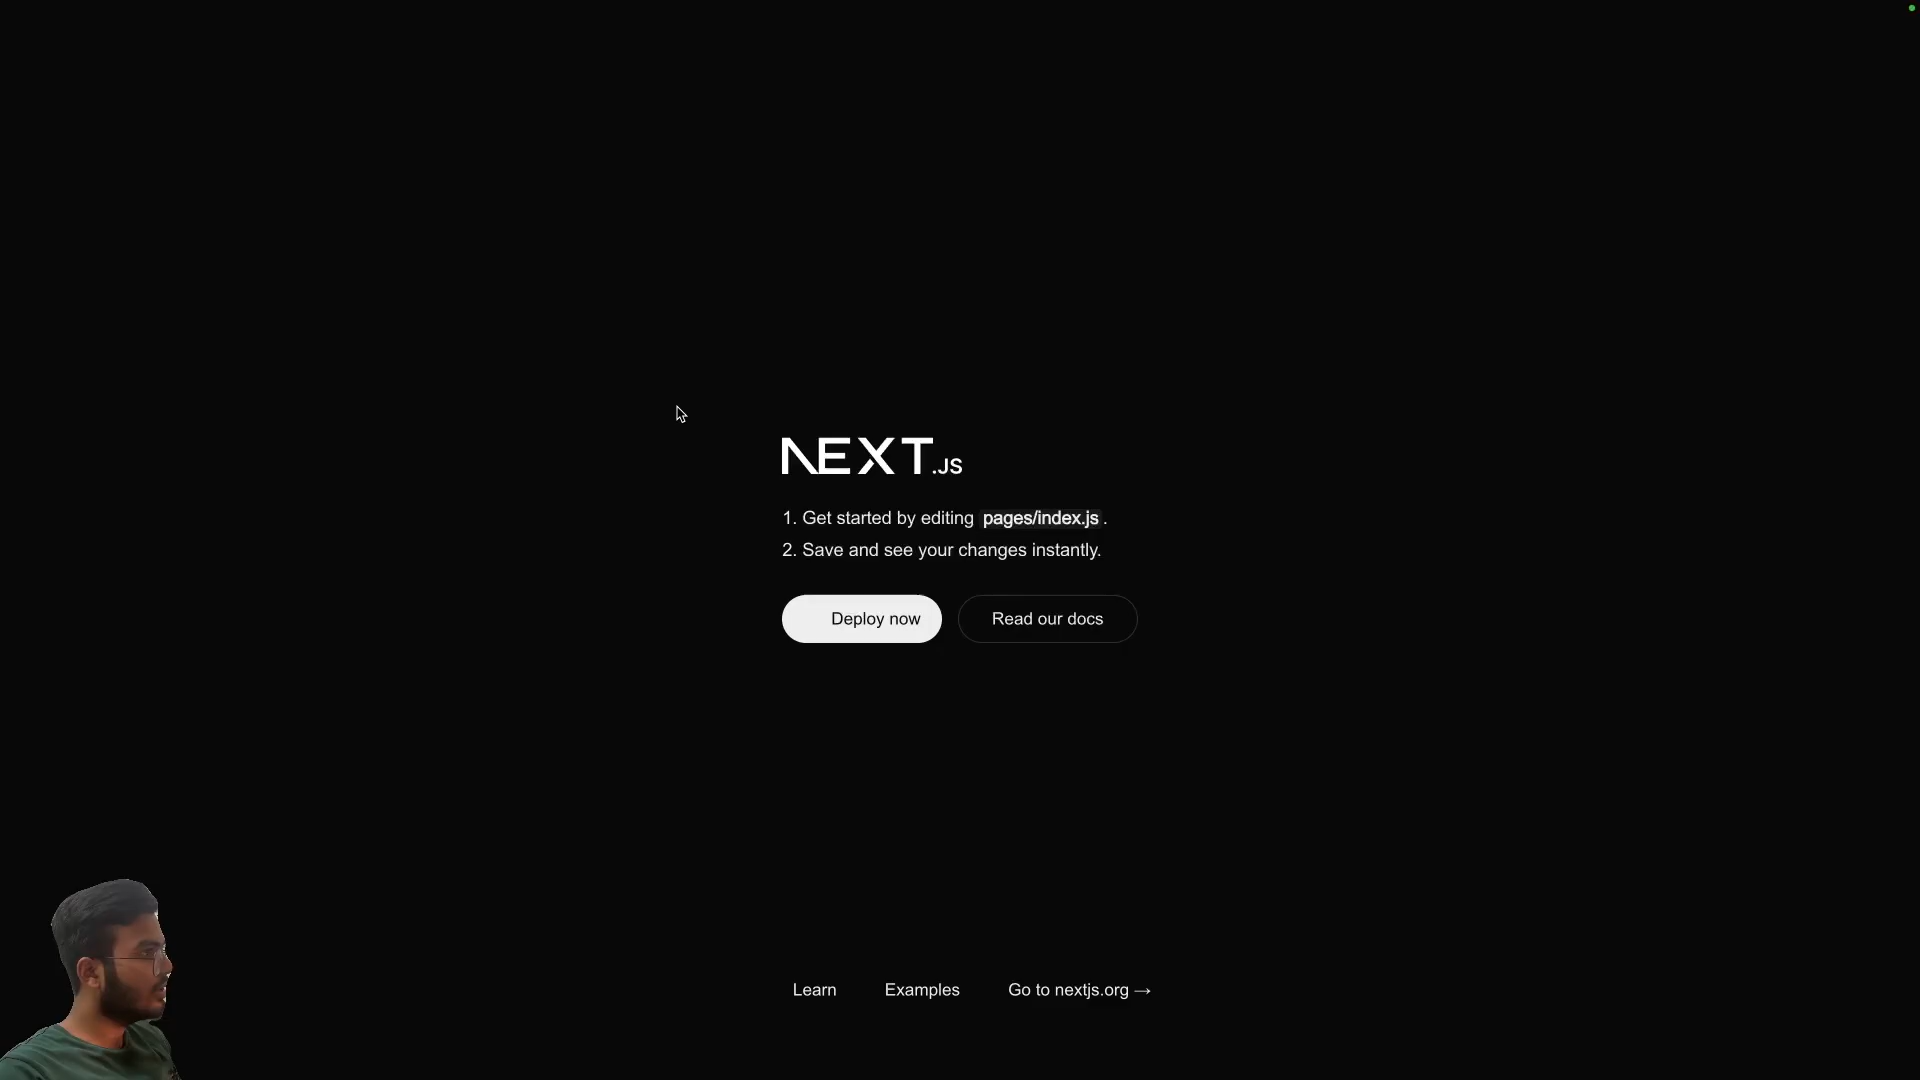 NEXT.JS
1. Get started by editing pages/index.js.
2. Save and see your changes instantly.
Deploy now
Read our docs
Learn
Examples
Go to nextjs.org →